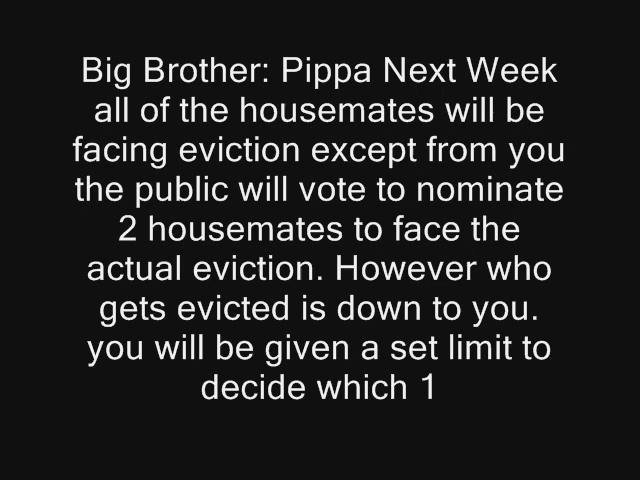 Big Brother: Pippa Next Week
all of the housemates will be
facing eviction except from you
the public will vote to nominate
2 housemates to face the
actual eviction. However who
gets evicted is down to you.
you will be given a set limit to
decide which 1